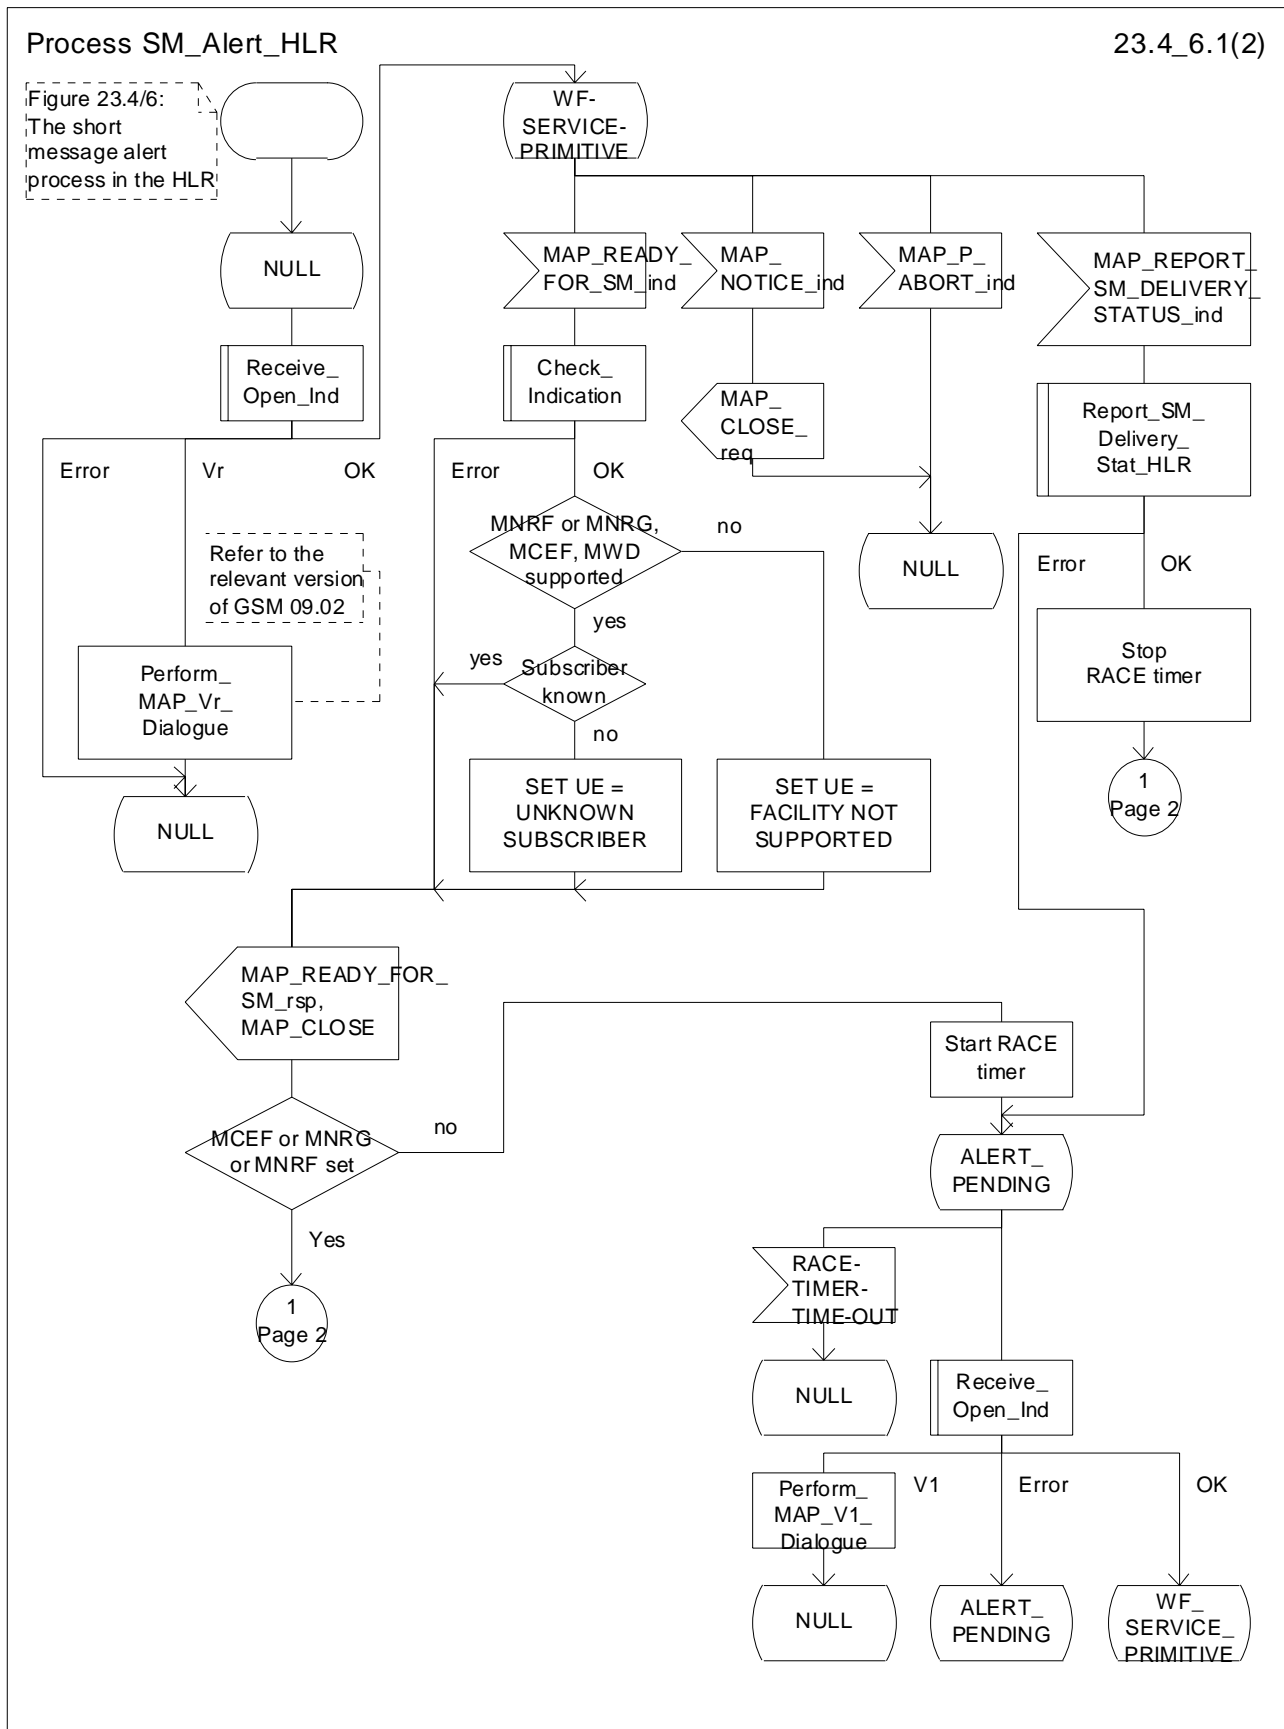 Process SM_Alert_HLR
23.4_6.1(2)
Figure 23.4/6:
The short
message alert
process in the HLR
WF-
SERVICE-
PRIMITIVE
NULL
MAP_READY_
FOR_SM_ind
MAP_
NOTICE_ind
MAP_P_
ABORT_ind
MAP_REPORT_
SM_DELIVERY_
STATUS_ind
Receive_
Open_Ind
Check_
Indication
MAP_
CLOSE_
req
Report_SM_
Delivery_
Stat_HLR
Error
Vr
OK
Error
OK
MNRF or MNRG,
MCEF, MWD
supported
no
NULL
Error
OK
Refer to the
relevant version
of GSM 09.02
yes
yes
Subscriber
known
no
Stop
RACE timer
Perform_
MAP_Vr_
Dialogue
SET UE =
UNKNOWN
SUBSCRIBER
SET UE =
FACILITY NOT
SUPPORTED
1
Page 2
NULL
MAP_READY_FOR_
SM_rsp,
MAP_CLOSE
Start RACE
timer
MCEF or MNRG
or MNRF set
no
ALERT_
PENDING
Yes
RACE-
TIMER-
TIME-OUT
1
Page 2
NULL
Receive_
Open_Ind
Perform_
MAP_V1_
Dialogue
V1
Error
OK
NULL
ALERT_
PENDING
WF_
SERVICE_
PRIMITIVE